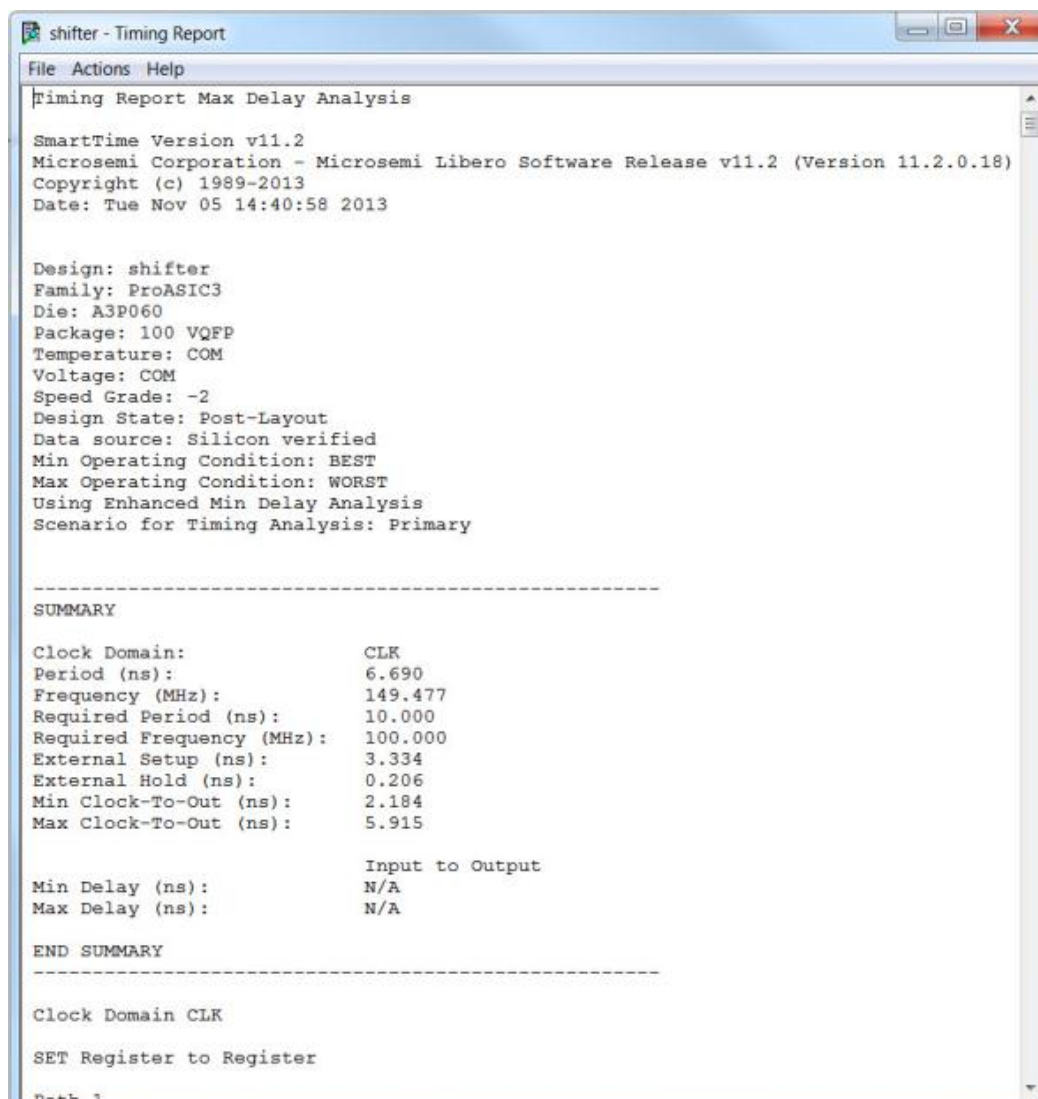 shifter - Timing Report
File Actions Help
Timing Report Max Delay Analysis
SmartTime Version v11.2
Microsemi Corporation - Microsemi Libero Software Release v11.2 (Version 11.2.0.18)
Copyright (c) 1989-2013
Date: Tue Nov 05 14:40:58 2013
Design: shifter
Family: ProASIC3
Die: A3P060
Package: 100 VQFP
Temperature: COM
Voltage: COM
Speed Grade: -2
Design State: Post-Layout
Data source: Silicon verified
Min Operating Condition: BEST
Max Operating Condition: WORST
Using Enhanced Min Delay Analysis
Scenario for Timing Analysis: Primary
-----------------------------------------------------
SUMMARY
Clock Domain: CLK
Period (ns): 6.690
Frequency (MHz): 149.477
Required Period (ns): 10.000
Required Frequency (MHz): 100.000
External Setup (ns): 3.334
External Hold (ns): 0.206
Min Clock-To-Out (ns): 2.184
Max Clock-To-Out (ns): 5.915
Input to Output
Min Delay (ns): N/A
Max Delay (ns): N/A
END SUMMARY
-----------------------------------------------------
Clock Domain CLK
SET Register to Register
Path 1